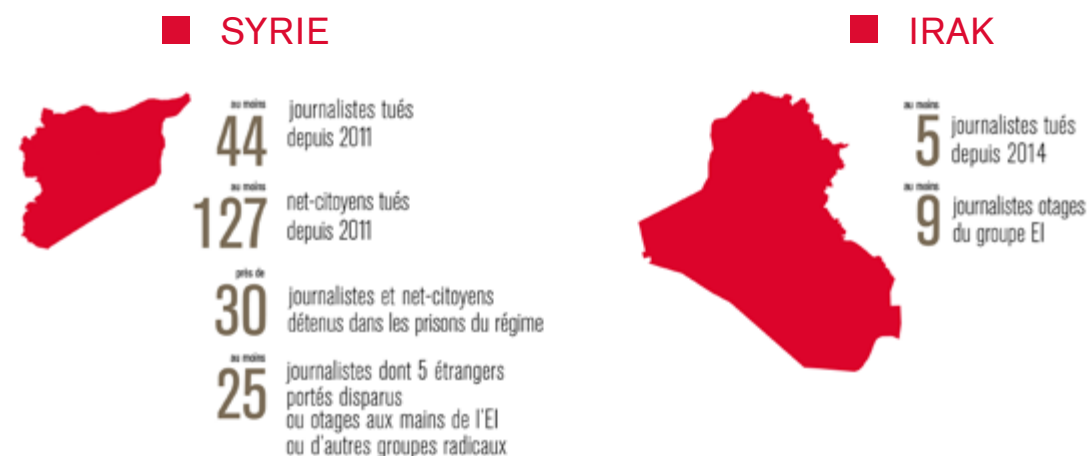 SYRIE
au moins
44
journalistes tués
depuis 2011
au moins
127
net-citoyens tués
depuis 2011
près de
30
journalistes et net-citoyens
détenus dans les prisons du régime
au moins
25
journalistes dont 5 étrangers
portés disparus
ou otages aux mains de l'EI
ou d'autres groupes radicaux
IRAK
au moins
5
journalistes tués
depuis 2014
au moins
9
journalistes otages
du groupe EI